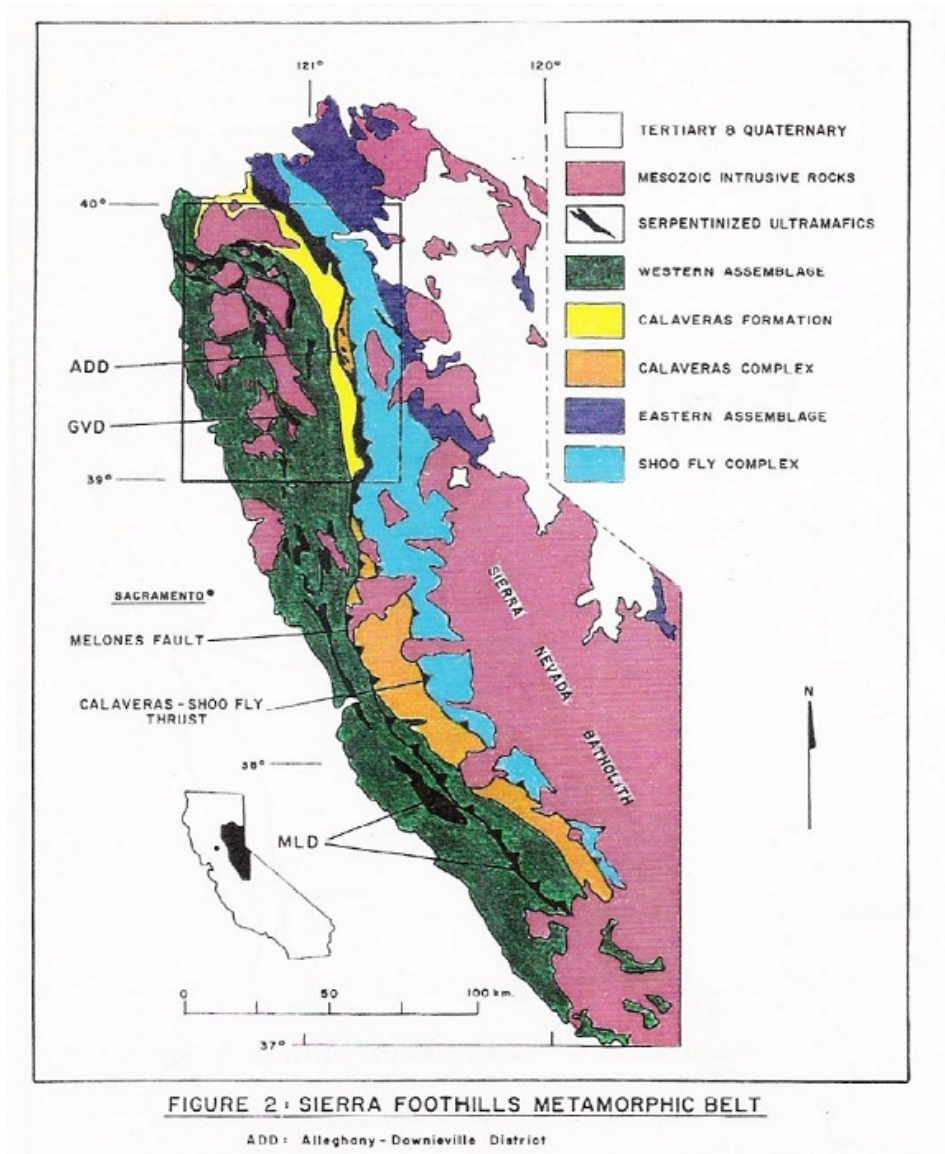 121°
120°
TERTIARY & QUATERNARY
MESOZOIC INTRUSIVE ROCKS
40°
SERPENTINIZED ULTRAMAFICS
WESTERN ASSEMBLAGE
CALAVERAS FORMATION
ADD
CALAVERAS COMPLEX
GVD
EASTERN ASSEMBLAGE
SHOO FLY COMPLEX
39°
SIERRA
NEVADA
BATHOLITH
SACRAMENTO
MELONES FAULT
CALAVERAS - SHOO FLY
THRUST
N
38°
MLD
0 50 100 km.
37°
FIGURE 2: SIERRA FOOTHILLS METAMORPHIC BELT
ADD: Alleghany - Downieville District